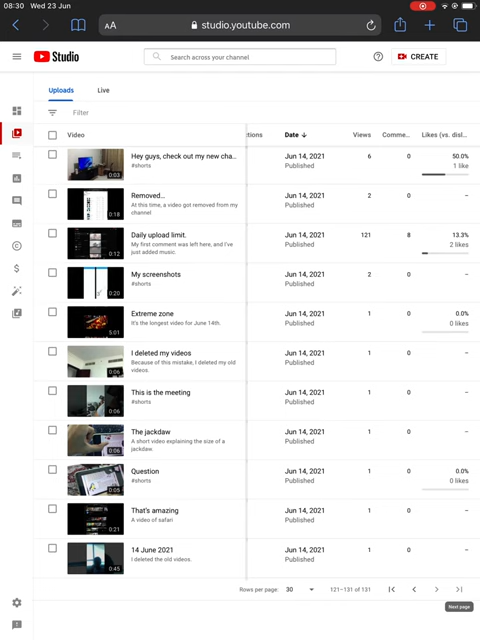 08:30 Wed 23 Jun
AA studio.youtube.com
Studio
Search across your channel
CREATE
Uploads Live
Filter
Video ctions Date Views Comme... Likes (vs. disl...
Hey guys, check out my new cha... Jun 14, 2021 6 0 50.0%
#shorts Published 1 like
0:03
Removed... Jun 14, 2021 2 0 –
At this time, a video got removed from my Published
channel
0:18
Daily upload limit. Jun 14, 2021 121 8 13.3%
My first comment was left here, and I've Published 2 likes
just added music.
0:12
My screenshots Jun 14, 2021 2 0 –
#shorts Published
0:20
Extreme zone Jun 14, 2021 1 0 0.0%
It's the longest video for June 14th. Published 0 likes
5:01
I deleted my videos Jun 14, 2021 1 0 –
Because of this mistake, I deleted my old Published
videos.
0:06
This is the meeting Jun 14, 2021 1 0 –
#shorts Published
0:06
The jackdaw Jun 14, 2021 1 0 –
A short video explaining the size of a Published
jackdaw.
0:06
Question Jun 14, 2021 1 0 0.0%
#shorts Published 0 likes
0:05
That's amazing Jun 14, 2021 1 0 –
A video of safari Published
0:21
14 June 2021 Jun 14, 2021 1 0 –
I deleted the old videos. Published
0:45
Rows per page: 30 121–131 of 131
Next page